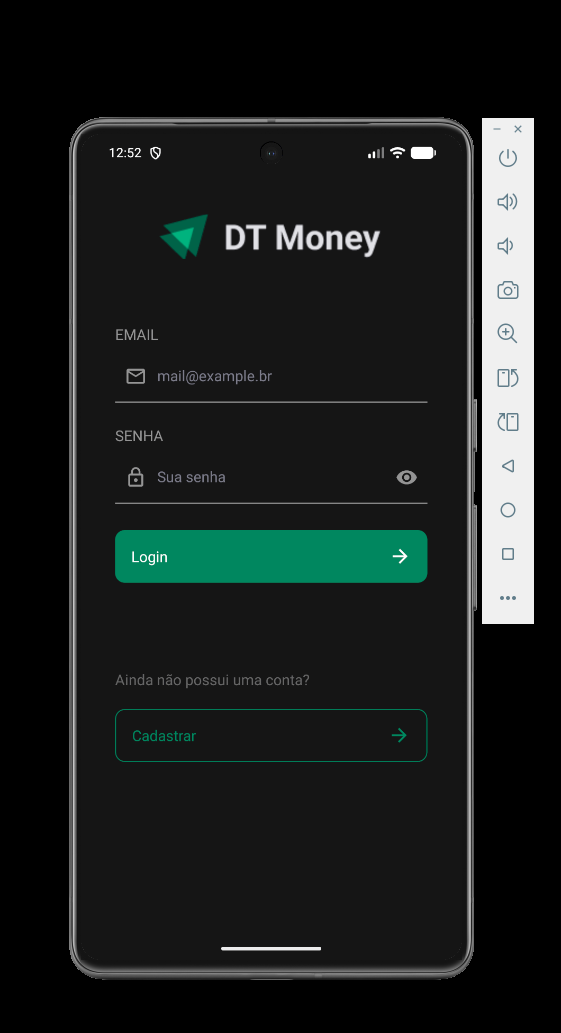 12:52
DT Money
EMAIL
mail@example.br
SENHA
Sua senha
Login
Ainda não possui uma conta?
Cadastrar